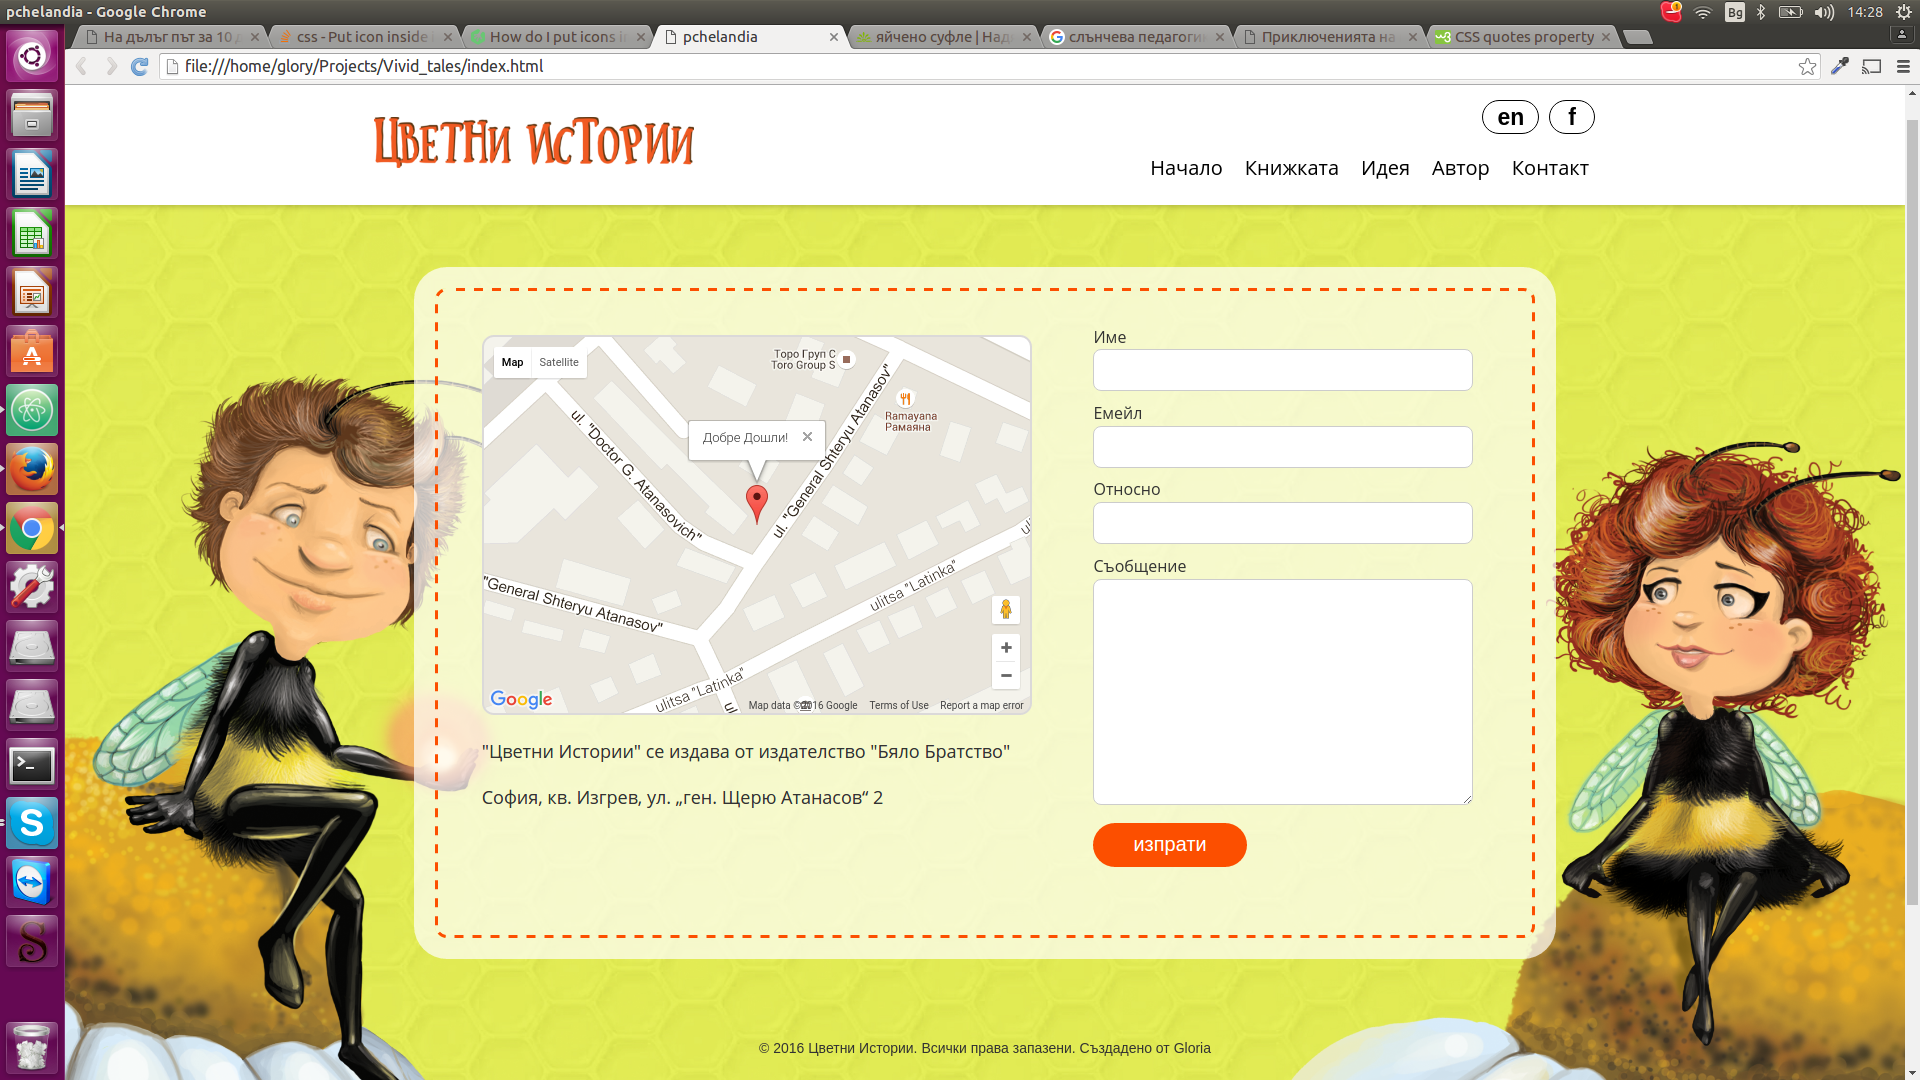 pchelandia - Google Chrome
Bg
14:28
На дълъг път за 10 д
css - Put icon inside
How do I put icons i
pchelandia
яйчено суфле | Над
слънчева педагоги
Приключенията на
CSS quotes property
file:///home/glory/Projects/Vivid_tales/index.html
ЦВЕТНИ ИСТОРИИ
en
f
Начало
Книжката
Идея
Автор
Контакт
Map
Satellite
Торо Груп С
Toro Group S
Ramayana
Рамаяна
Добре Дошли!
ul. "Doctor G. Atanasovich"
ul. "General Shteryu Atanasov"
"General Shteryu Atanasov"
ulitsa "Latinka"
ulitsa "Latinka"
ul
Google
Map data ©2016 Google
Terms of Use
Report a map error
"Цветни Истории" се издава от издателство "Бяло Братство"
София, кв. Изгрев, ул. „ген. Щерю Атанасов“ 2
Име
Емейл
Относно
Съобщение
изпрати
© 2016 Цветни Истории. Всички права запазени. Създадено от Gloria